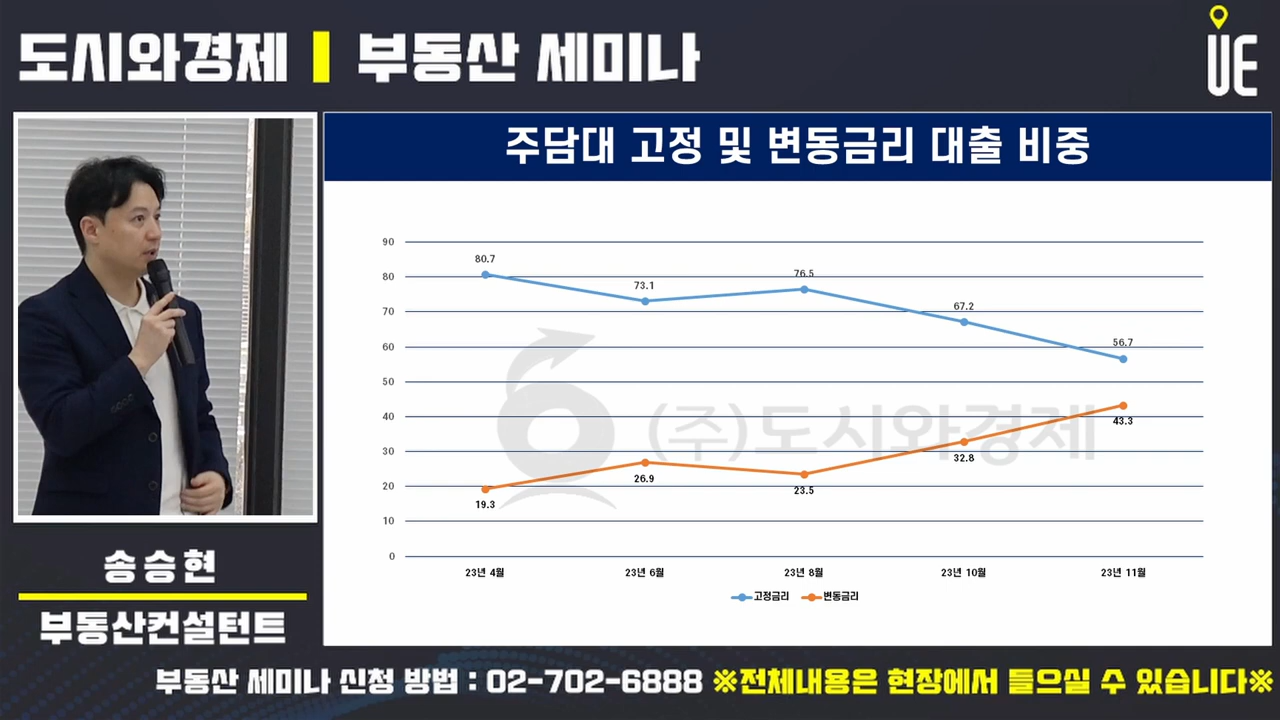 도시와경제 | 부동산 세미나
UE
주담대 고정 및 변동금리 대출 비중
90
80
70
60
50
40
30
20
10
0
80.7
73.1
76.5
67.2
56.7
19.3
26.9
23.5
32.8
43.3
(주)도시와경제
23년 4월
23년 6월
23년 8월
23년 10월
23년 11월
고정금리 변동금리
송승현
부동산컨설턴트
부동산 세미나 신청 방법 : 02-702-6888 ※전체내용은 현장에서 들으실 수 있습니다※